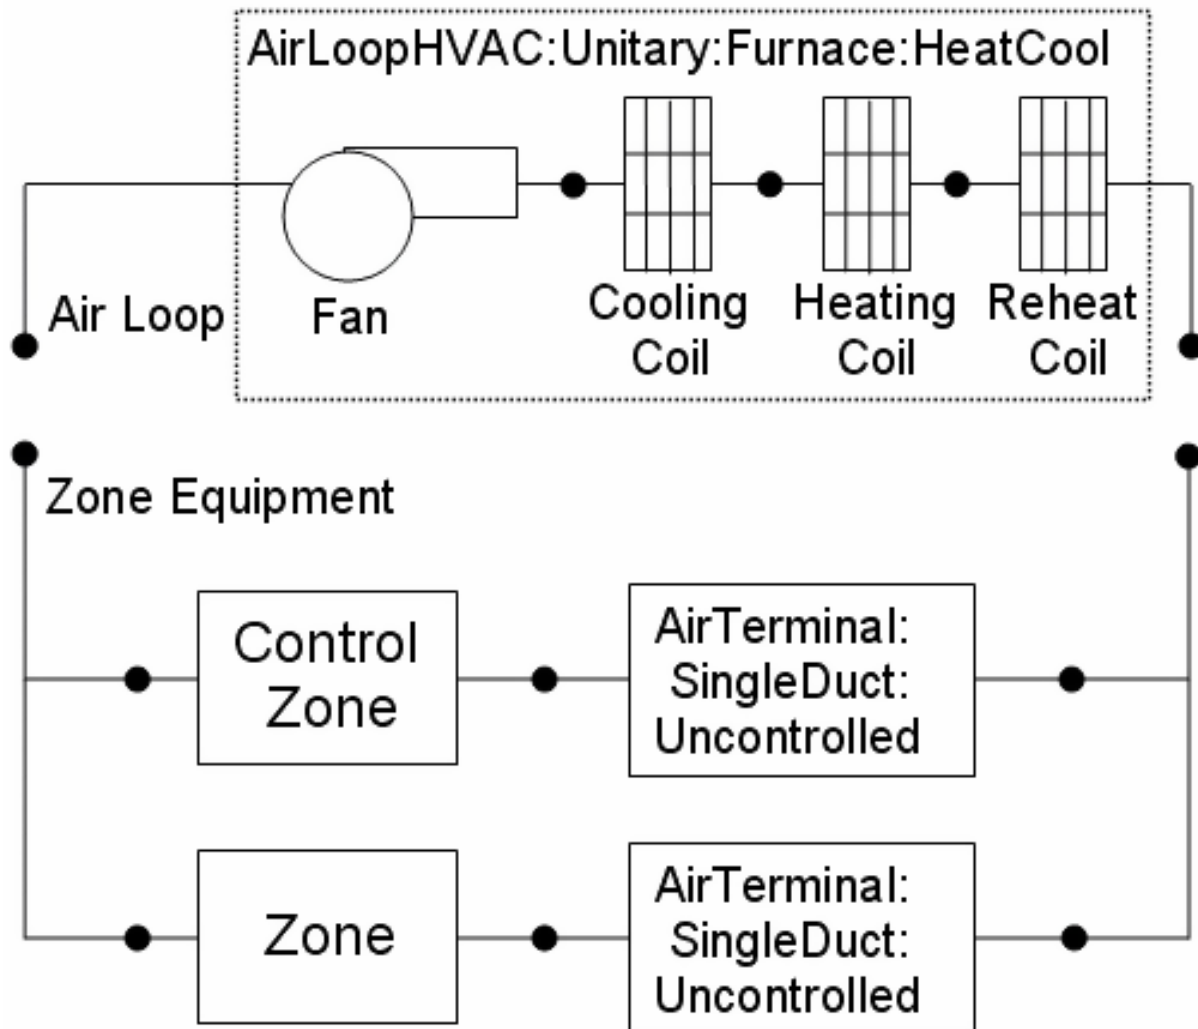 AirLoopHVAC:Unitary:Furnace:HeatCool
Fan
Cooling
Coil
Heating
Coil
Reheat
Coil
Air Loop
Zone Equipment
Control
Zone
AirTerminal:
SingleDuct:
Uncontrolled
Zone
AirTerminal:
SingleDuct:
Uncontrolled